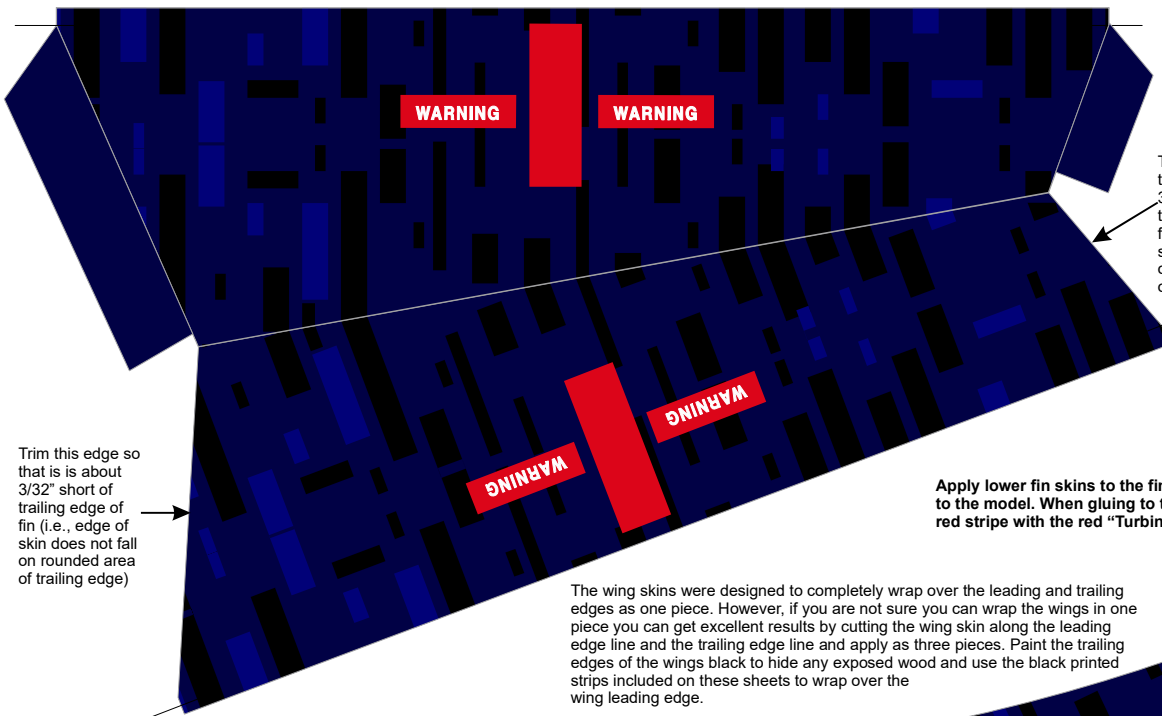 WARNING
WARNING
WARNING
WARNING
Trim this edge so
that is is about
3/32” short of
trailing edge of
fin (i.e., edge of
skin does not fall
on rounded area
of trailing edge)
Apply lower fin skins to the
to the model. When gluing to
red stripe with the red
The wing skins were designed to completely wrap over the leading and trailing
edges as one piece. However, if you are not sure you can wrap the wings in one
piece you can get excellent results by cutting the wing skin along the leading
edge line and the trailing edge line and apply as three pieces. Paint the trailing
edges of the wings black to hide any exposed wood and use the black printed
strips included on these sheets to wrap over the
wing leading edge.